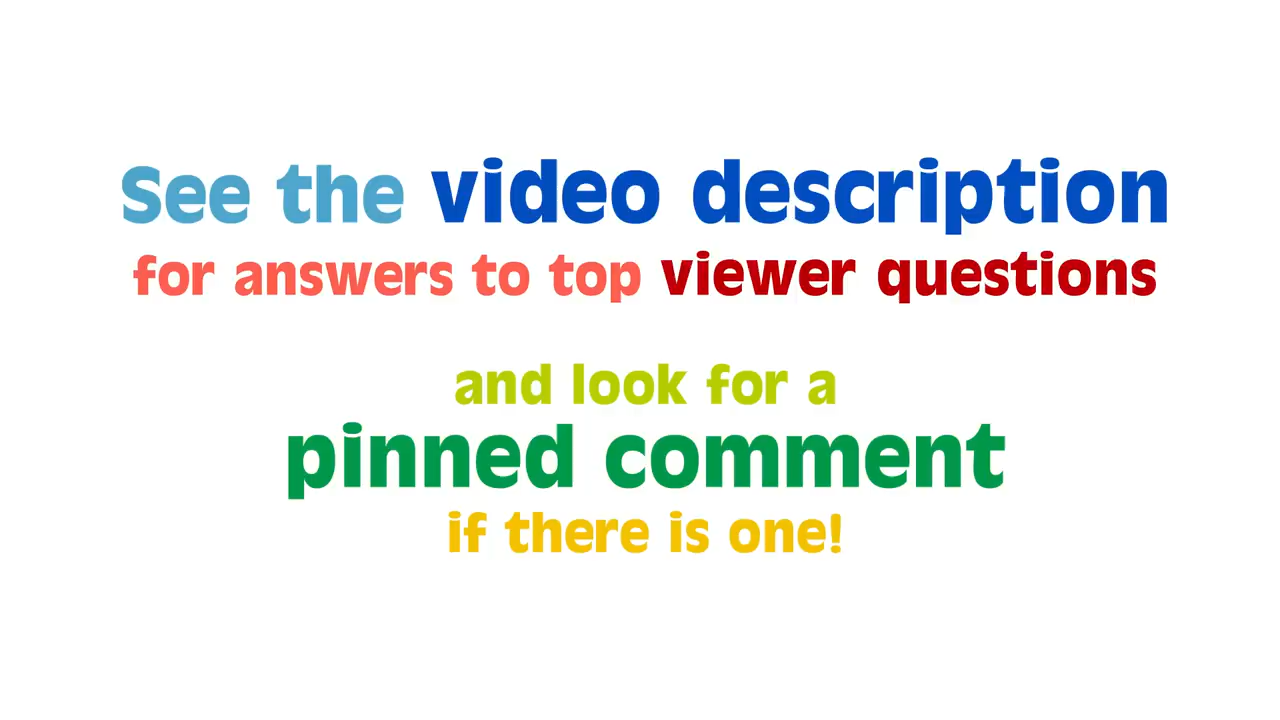 See the video description
for answers to top viewer questions
and look for a
pinned comment
if there is one!